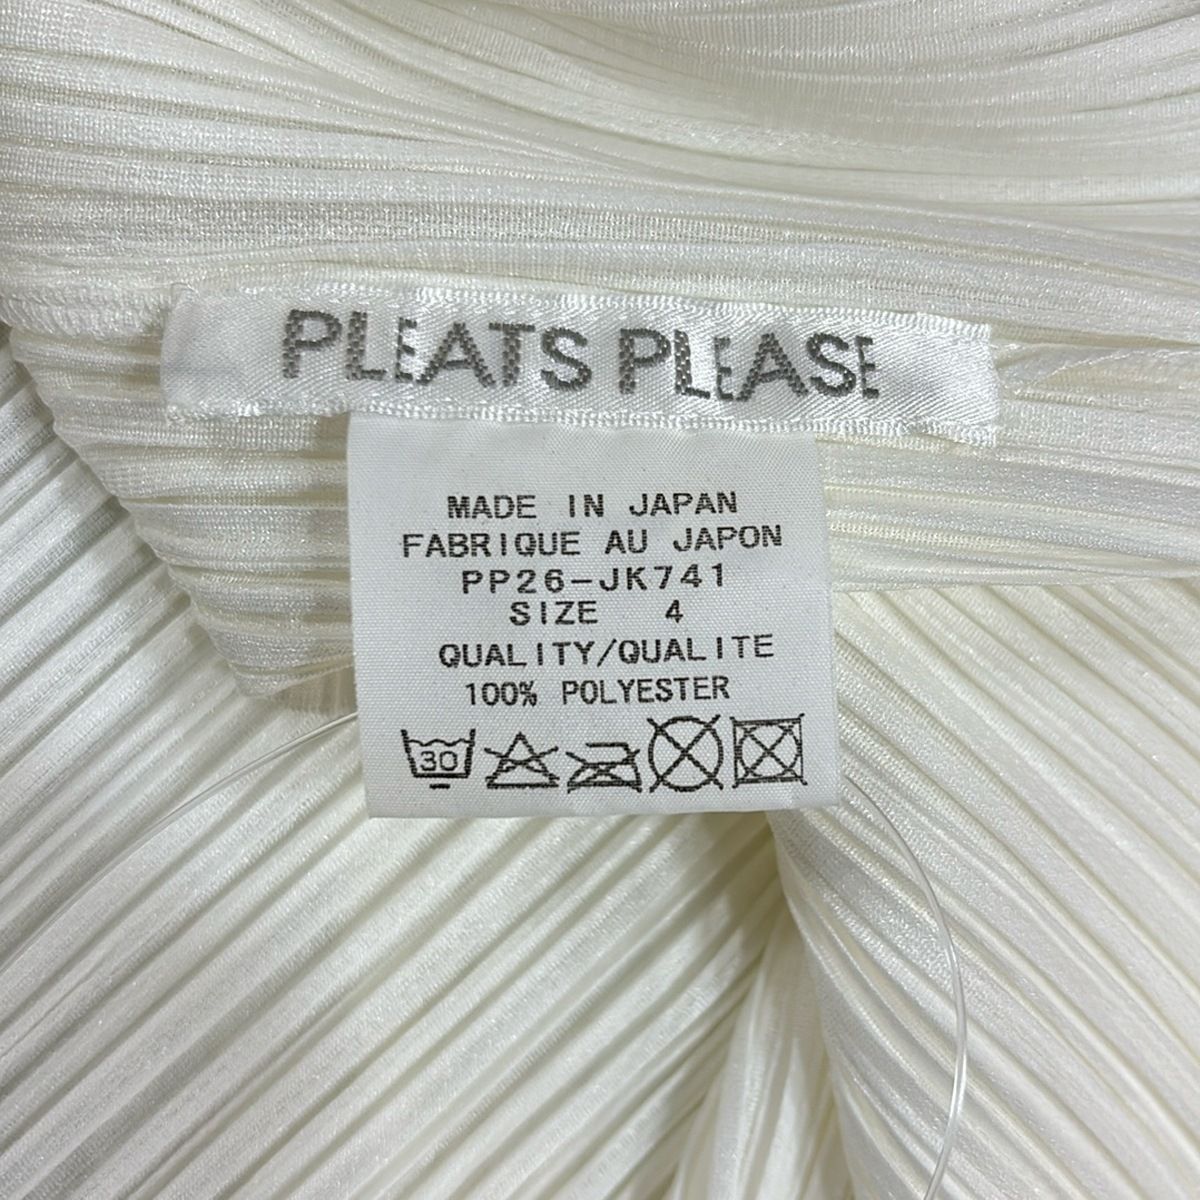 PLEATS PLEASE
MADE IN JAPAN
FABRIQUE AU JAPON
PP26-JK741
SIZE 4
QUALITY/QUALITE
100% POLYESTER
30